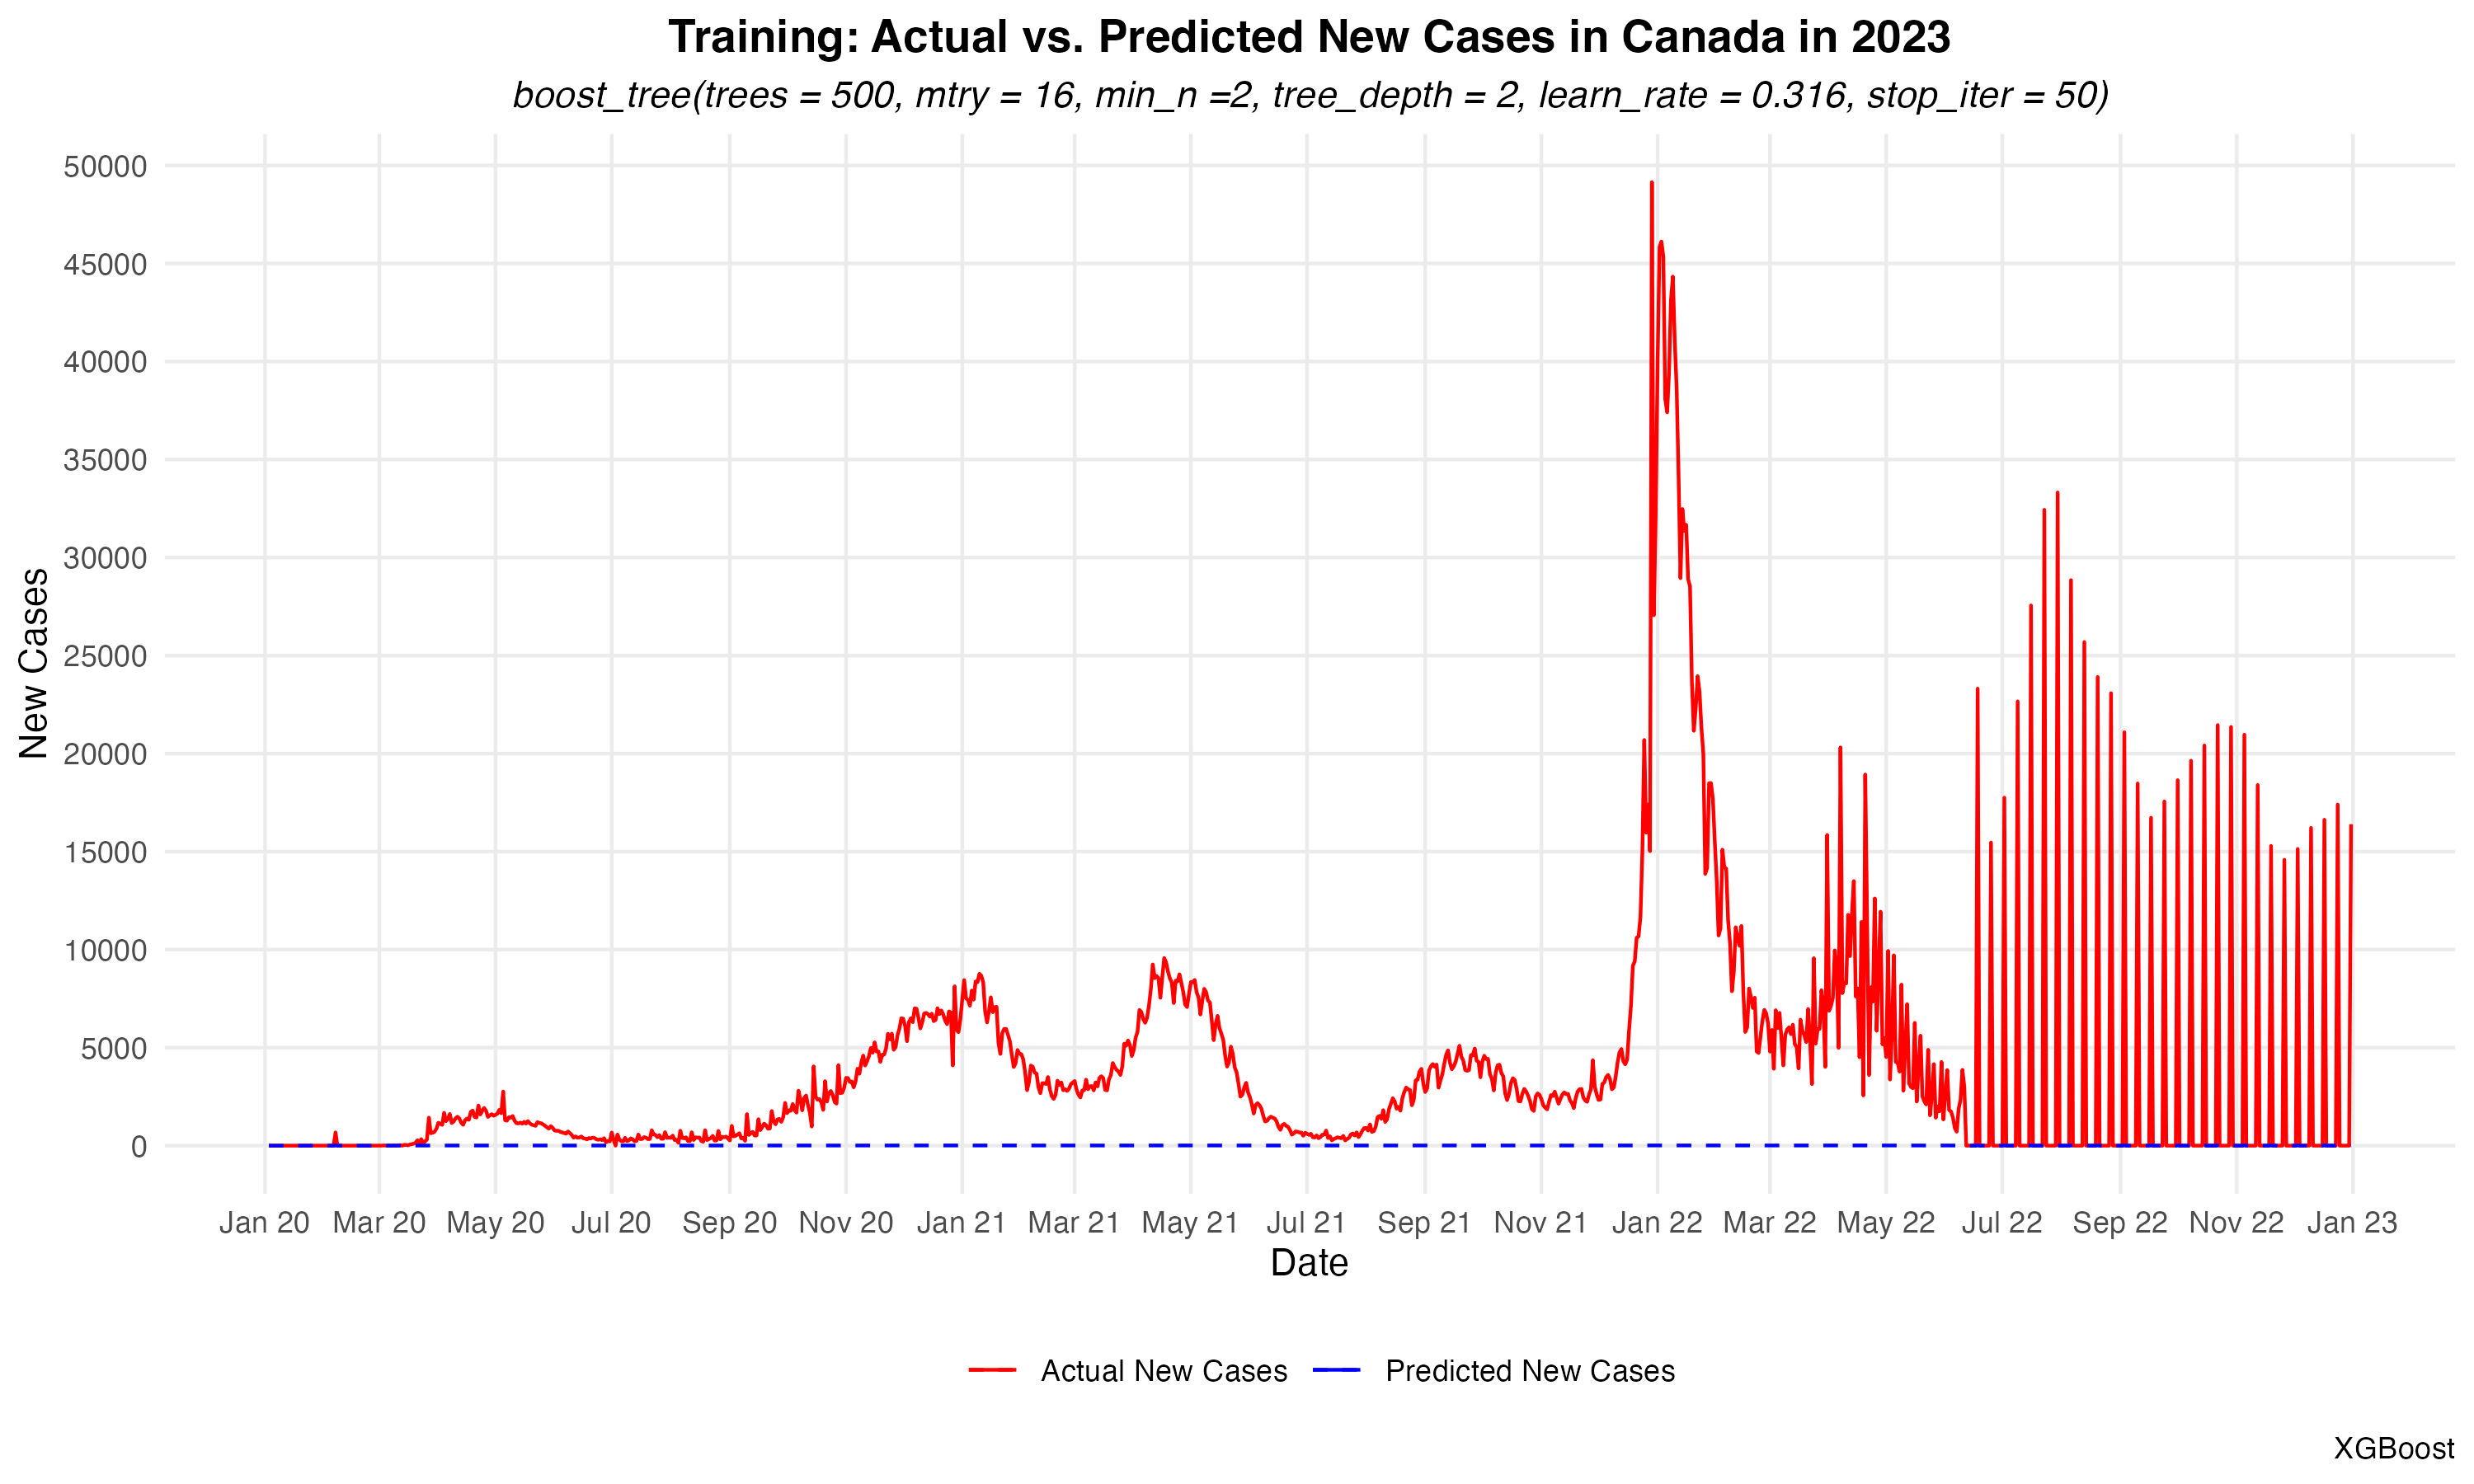 Training: Actual vs. Predicted New Cases in Canada in 2023
boost_tree(trees = 500, mtry = 16, min_n =2, tree_depth = 2, learn_rate = 0.316, stop_iter = 50)
50000
45000
40000
35000
30000
25000
20000
15000
10000
5000
0
New Cases
Jan 20 Mar 20 May 20 Jul 20 Sep 20 Nov 20 Jan 21 Mar 21 May 21 Jul 21 Sep 21 Nov 21 Jan 22 Mar 22 May 22 Jul 22 Sep 22 Nov 22 Jan 23
Date
Actual New Cases Predicted New Cases
XGBoost